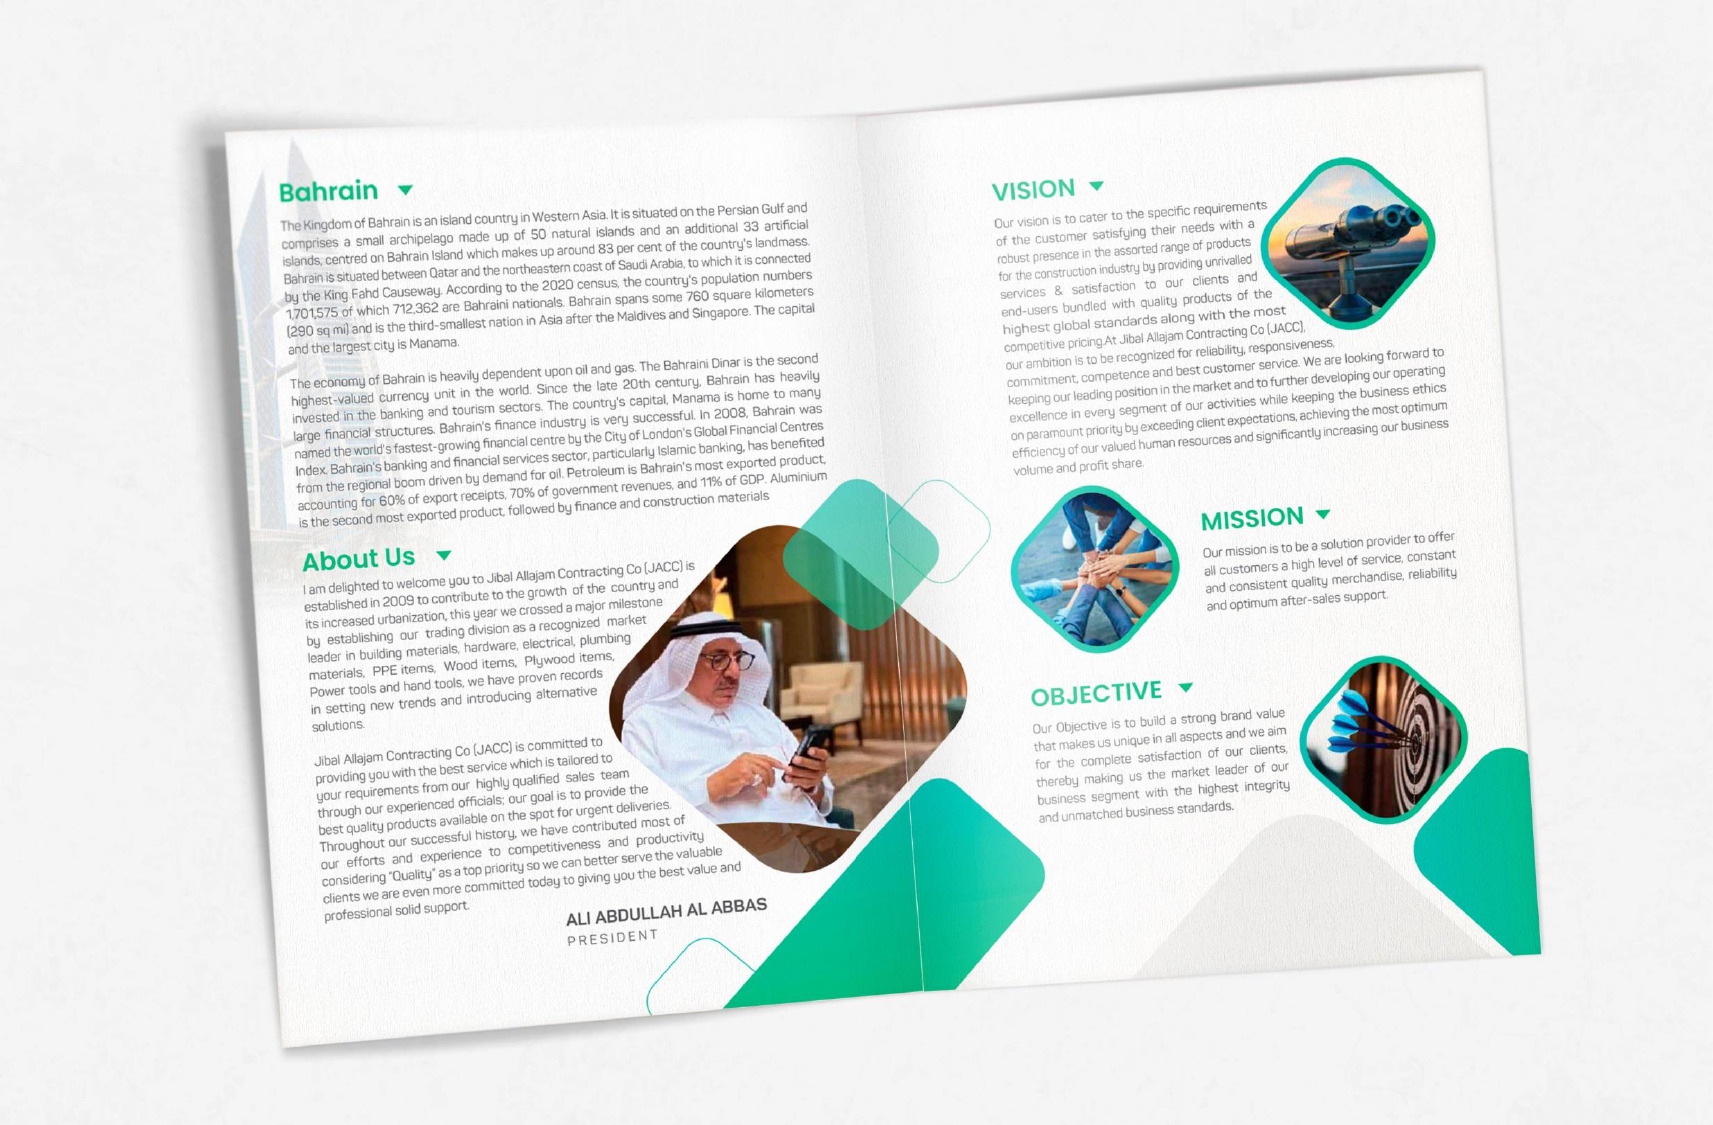 Bahrain
The Kingdom of Bahrain is an island country in Western Asia. It is situated on the Persian Gulf and
comprises a small archipelago made up of 50 natural islands and an additional 33 artificial
islands, centred on Bahrain Island which makes up around 83 per cent of the country's landmass.
Bahrain is situated between Qatar and the northeastern coast of Saudi Arabia, to which it is connected
by the King Fahd Causeway. According to the 2020 census, the country's population numbers
1,701,575 of which 712,362 are Bahraini nationals. Bahrain spans some 760 square kilometers
(290 sq mi) and is the third-smallest nation in Asia after the Maldives and Singapore. The capital
and the largest city is Manama.
The economy of Bahrain is heavily dependent upon oil and gas. The Bahraini Dinar is the second
highest-valued currency unit in the world. Since the late 20th century, Bahrain has heavily
invested in the banking and tourism sectors. The country's capital, Manama is home to many
large financial structures. Bahrain's finance industry is very successful. In 2008, Bahrain was
named the world's fastest-growing financial centre by the City of London's Global Financial Centres
Index. Bahrain's banking and financial services sector, particularly Islamic banking, has benefited
from the regional boom driven by demand for oil. Petroleum is Bahrain's most exported product,
accounting for 60% of export receipts, 70% of government revenues, and 11% of GDP. Aluminium
is the second most exported product, followed by finance and construction materials
About Us
I am delighted to welcome you to Jibal Allajam Contracting Co (JACC) is
established in 2009 to contribute to the growth of the country and
its increased urbanization, this year we crossed a major milestone
by establishing our trading division as a recognized market
leader in building materials, hardware, electrical, plumbing
materials, PPE items, Wood items, Plywood items,
Power tools and hand tools, we have proven records
in setting new trends and introducing alternative
solutions.
Jibal Allajam Contracting Co (JACC) is committed to
providing you with the best service which is tailored to
your requirements from our highly qualified sales team
through our experienced officials; our goal is to provide the
best quality products available on the spot for urgent deliveries.
Throughout our successful history, we have contributed most of
our efforts and experience to competitiveness and productivity
considering "Quality" as a top priority so we can better serve the valuable
clients we are even more committed today to giving you the best value and
professional solid support.
ALI ABDULLAH AL ABBAS
PRESIDENT
VISION
Our vision is to cater to the specific requirements
of the customer satisfying their needs with a
robust presence in the assorted range of products
for the construction industry by providing unrivalled
services & satisfaction to our clients and
end-users bundled with quality products of the
highest global standards along with the most
competitive pricing.At Jibal Allajam Contracting Co (JACC),
our ambition is to be recognized for reliability, responsiveness,
commitment, competence and best customer service. We are looking forward to
keeping our leading position in the market and to further developing our operating
excellence in every segment of our activities while keeping the business ethics
on paramount priority by exceeding client expectations, achieving the most optimum
efficiency of our valued human resources and significantly increasing our business
volume and profit share.
MISSION
Our mission is to be a solution provider to offer
all customers a high level of service, constant
and consistent quality merchandise, reliability
and optimum after-sales support.
OBJECTIVE
Our Objective is to build a strong brand value
that makes us unique in all aspects and we aim
for the complete satisfaction of our clients,
thereby making us the market leader of our
business segment with the highest integrity
and unmatched business standards.